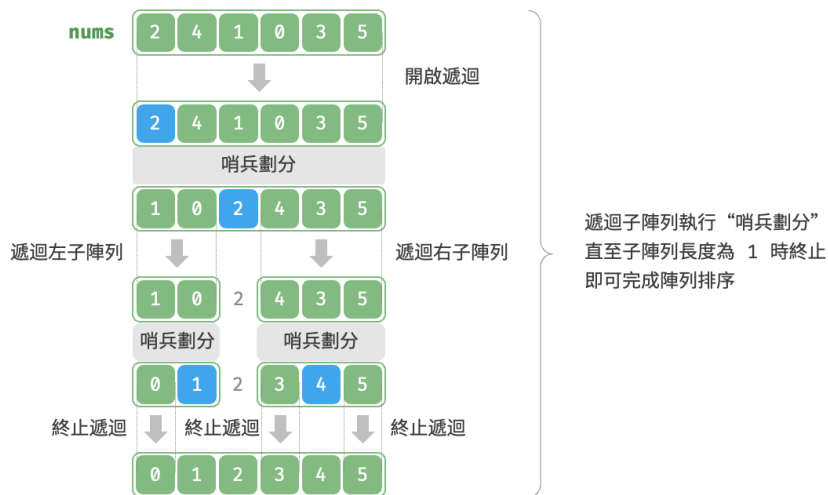 nums 2 4 1 0 3 5
開啟遞迴
2 4 1 0 3 5
哨兵劃分
1 0 2 4 3 5
遞迴左子陣列 遞迴右子陣列
1 0 2 4 3 5
哨兵劃分 哨兵劃分
0 1 2 3 4 5
終止遞迴 終止遞迴 終止遞迴
0 1 2 3 4 5
遞迴子陣列執行“哨兵劃分”
直至子陣列長度為 1 時終止
即可完成陣列排序